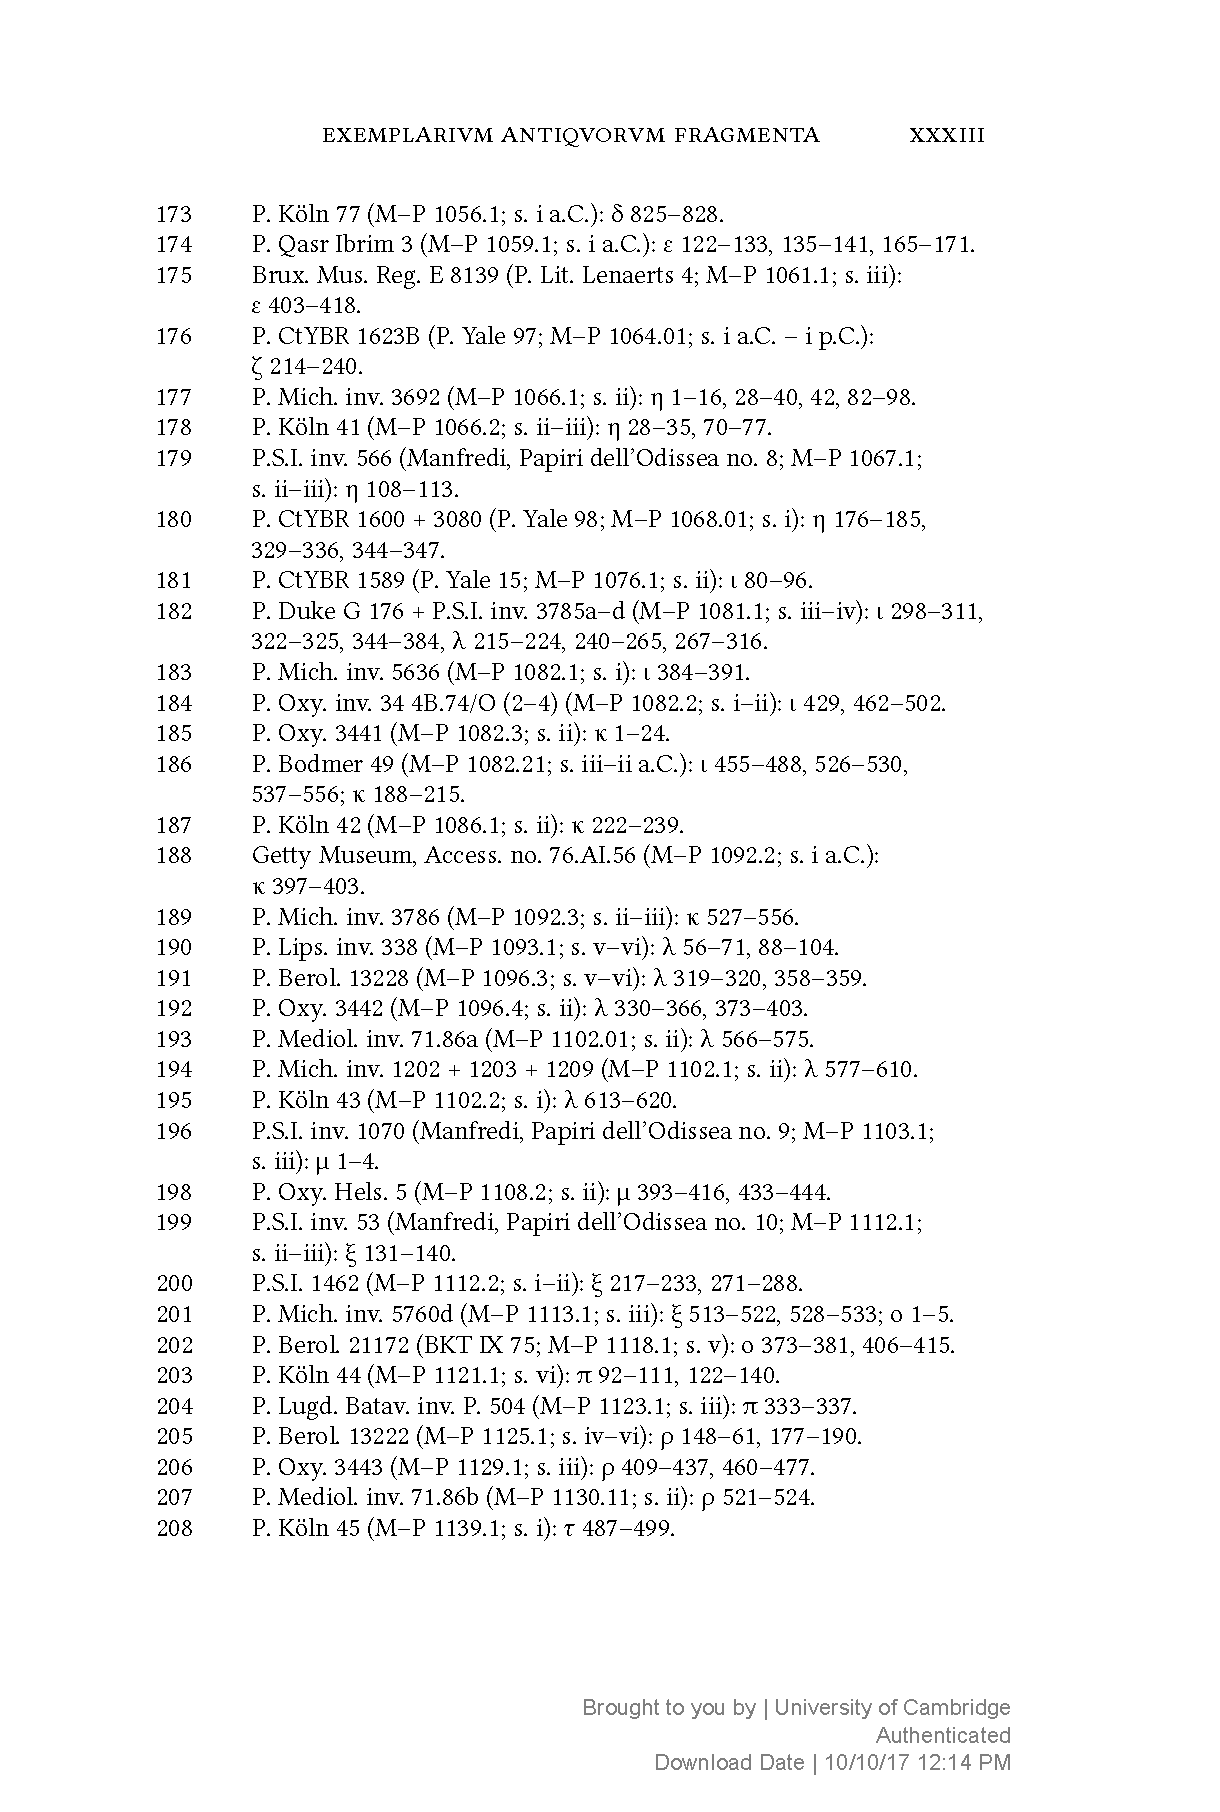 EXEMPLARIVM ANTIQVORVM FRAGMENTA XXXIII
173 P. Köln 77 (M–P 1056.1; s. i a.C.): δ 825–828.
174 P. Qasr Ibrim 3 (M–P 1059.1; s. i a.C.): ε 122–133, 135–141, 165–171.
175 Brux. Mus. Reg. E 8139 (P. Lit. Lenaerts 4; M–P 1061.1; s. iii):
ε 403–418.
176 P. CtYBR 1623B (P. Yale 97; M–P 1064.01; s. i a.C. – i p.C.):
ζ 214–240.
177 P. Mich. inv. 3692 (M–P 1066.1; s. ii): η 1–16, 28–40, 42, 82–98.
178 P. Köln 41 (M–P 1066.2; s. ii–iii): η 28–35, 70–77.
179 P.S.I. inv. 566 (Manfredi, Papiri dell’Odissea no. 8; M–P 1067.1;
s. ii–iii): η 108–113.
180 P. CtYBR 1600 + 3080 (P. Yale 98; M–P 1068.01; s. i): η 176–185,
329–336, 344–347.
181 P. CtYBR 1589 (P. Yale 15; M–P 1076.1; s. ii): ι 80–96.
182 P. Duke G 176 + P.S.I. inv. 3785a–d (M–P 1081.1; s. iii–iv): ι 298–311,
322–325, 344–384, λ 215–224, 240–265, 267–316.
183 P. Mich. inv. 5636 (M–P 1082.1; s. i): ι 384–391.
184 P. Oxy. inv. 34 4B.74/O (2–4) (M–P 1082.2; s. i–ii): ι 429, 462–502.
185 P. Oxy. 3441 (M–P 1082.3; s. ii): κ 1–24.
186 P. Bodmer 49 (M–P 1082.21; s. iii–ii a.C.): ι 455–488, 526–530,
537–556; κ 188–215.
187 P. Köln 42 (M–P 1086.1; s. ii): κ 222–239.
188 Getty Museum, Access. no. 76.AI.56 (M–P 1092.2; s. i a.C.):
κ 397–403.
189 P. Mich. inv. 3786 (M–P 1092.3; s. ii–iii): κ 527–556.
190 P. Lips. inv. 338 (M–P 1093.1; s. v–vi): λ 56–71, 88–104.
191 P. Berol. 13228 (M–P 1096.3; s. v–vi): λ 319–320, 358–359.
192 P. Oxy. 3442 (M–P 1096.4; s. ii): λ 330–366, 373–403.
193 P. Mediol. inv. 71.86a (M–P 1102.01; s. ii): λ 566–575.
194 P. Mich. inv. 1202 + 1203 + 1209 (M–P 1102.1; s. ii): λ 577–610.
195 P. Köln 43 (M–P 1102.2; s. i): λ 613–620.
196 P.S.I. inv. 1070 (Manfredi, Papiri dell’Odissea no. 9; M–P 1103.1;
s. iii): μ 1–4.
198 P. Oxy. Hels. 5 (M–P 1108.2; s. ii): μ 393–416, 433–444.
199 P.S.I. inv. 53 (Manfredi, Papiri dell’Odissea no. 10; M–P 1112.1;
s. ii–iii): ξ 131–140.
200 P.S.I. 1462 (M–P 1112.2; s. i–ii): ξ 217–233, 271–288.
201 P. Mich. inv. 5760d (M–P 1113.1; s. iii): ξ 513–522, 528–533; ο 1–5.
202 P. Berol. 21172 (BKT IX 75; M–P 1118.1; s. v): ο 373–381, 406–415.
203 P. Köln 44 (M–P 1121.1; s. vi): π 92–111, 122–140.
204 P. Lugd. Batav. inv. P. 504 (M–P 1123.1; s. iii): π 333–337.
205 P. Berol. 13222 (M–P 1125.1; s. iv–vi): ρ 148–61, 177–190.
206 P. Oxy. 3443 (M–P 1129.1; s. iii): ρ 409–437, 460–477.
207 P. Mediol. inv. 71.86b (M–P 1130.11; s. ii): ρ 521–524.
208 P. Köln 45 (M–P 1139.1; s. i): τ 487–499.
Brought to you by | University of Cambridge
Authenticated
Download Date | 10/10/17 12:14 PM